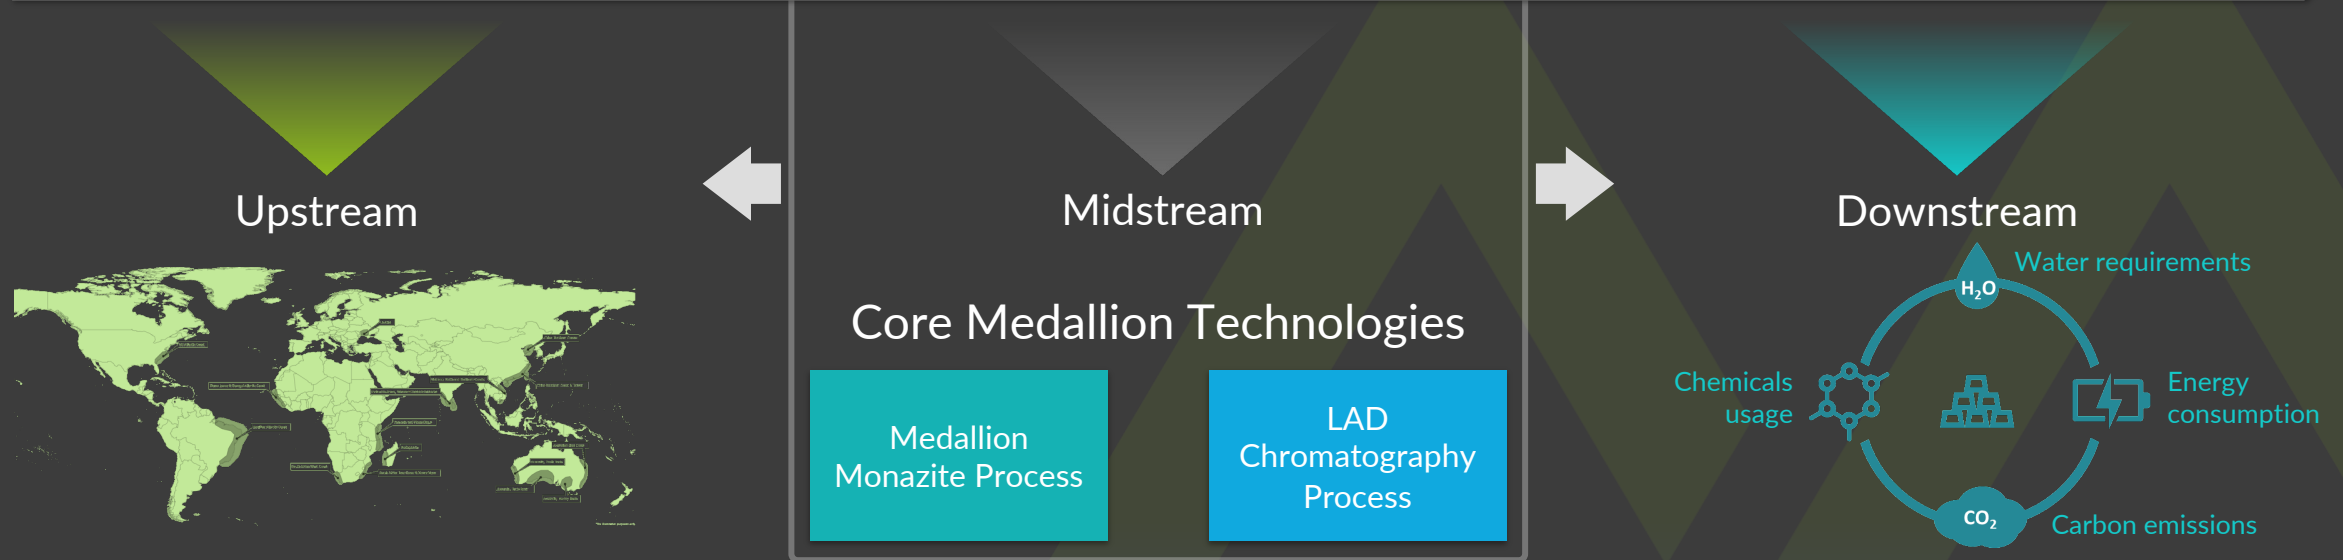 Upstream
Midstream
Downstream
Core Medallion Technologies
Medallion
Monazite Process
LAD
Chromatography
Process
Water requirements
H₂O
Chemicals
usage
Energy
consumption
CO₂
Carbon emissions